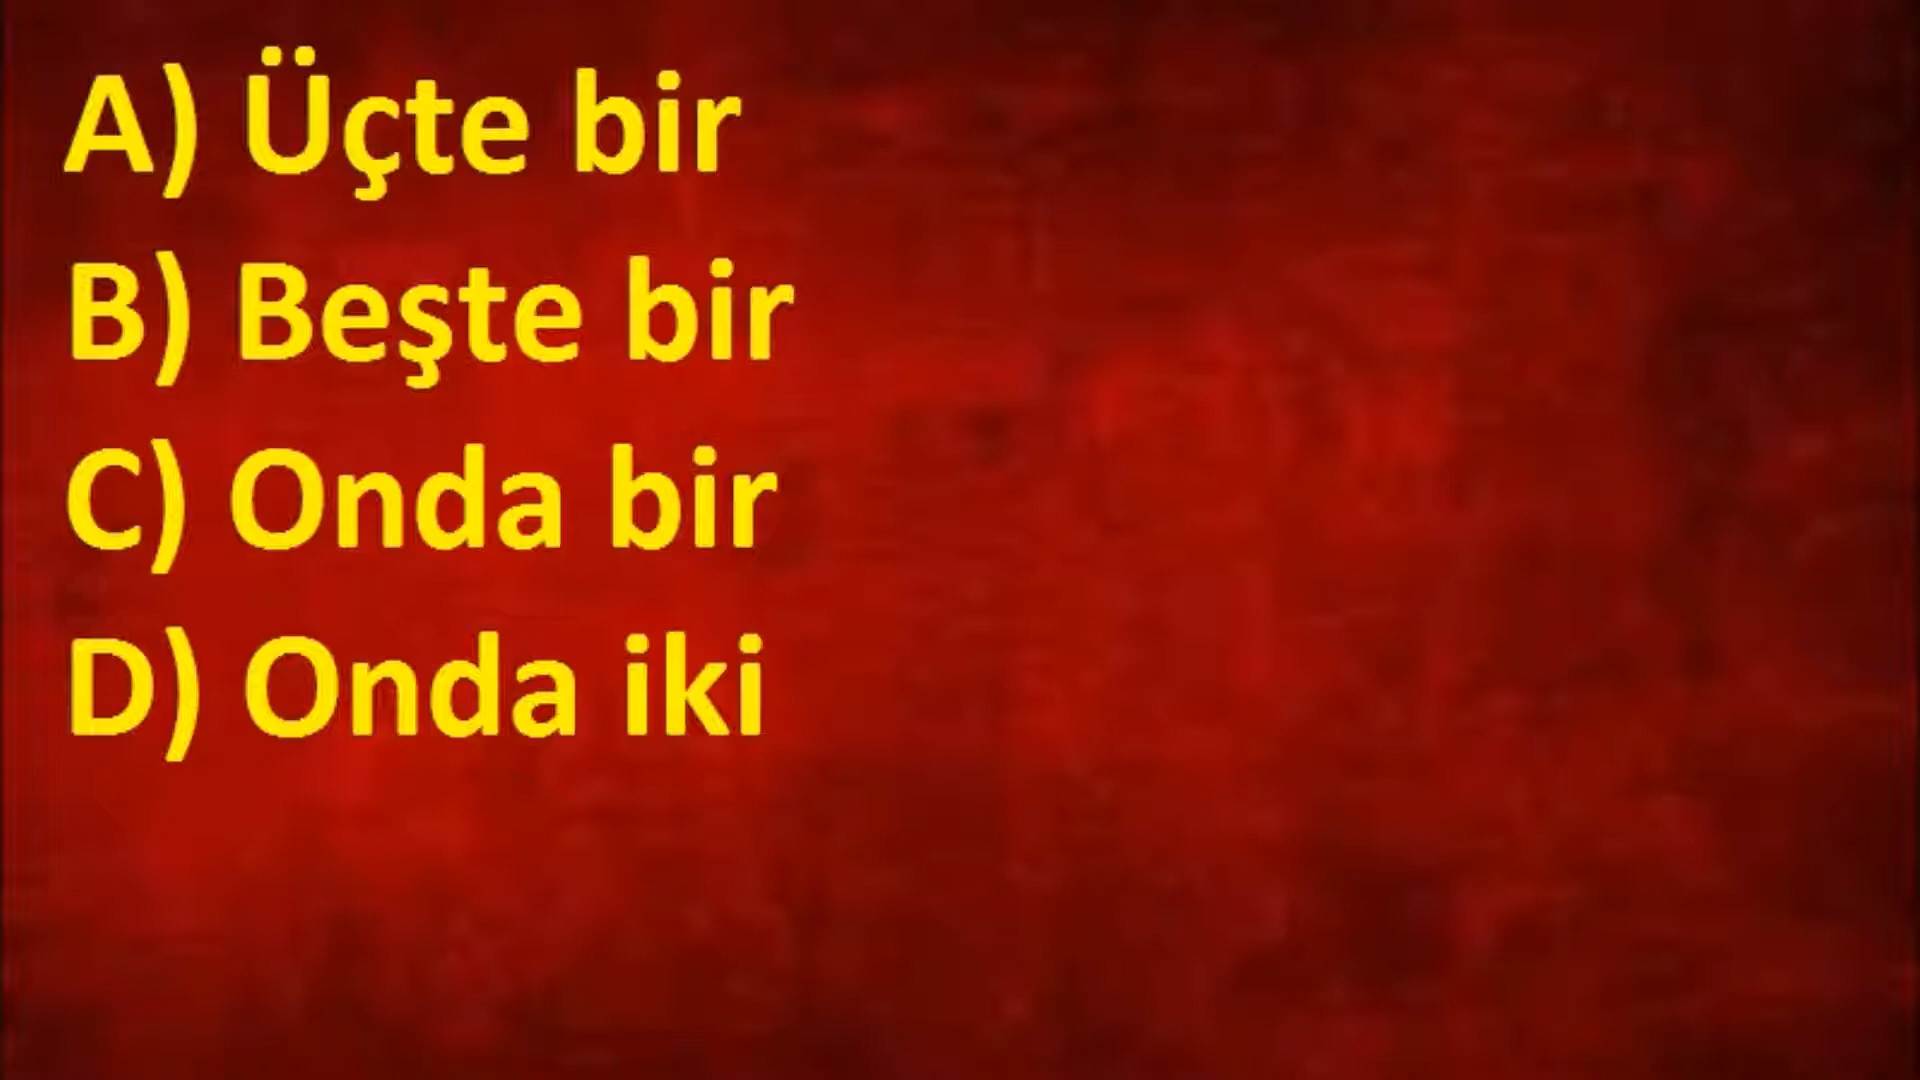 A) Üçte bir
B) Beşte bir
C) Onda bir
D) Onda iki